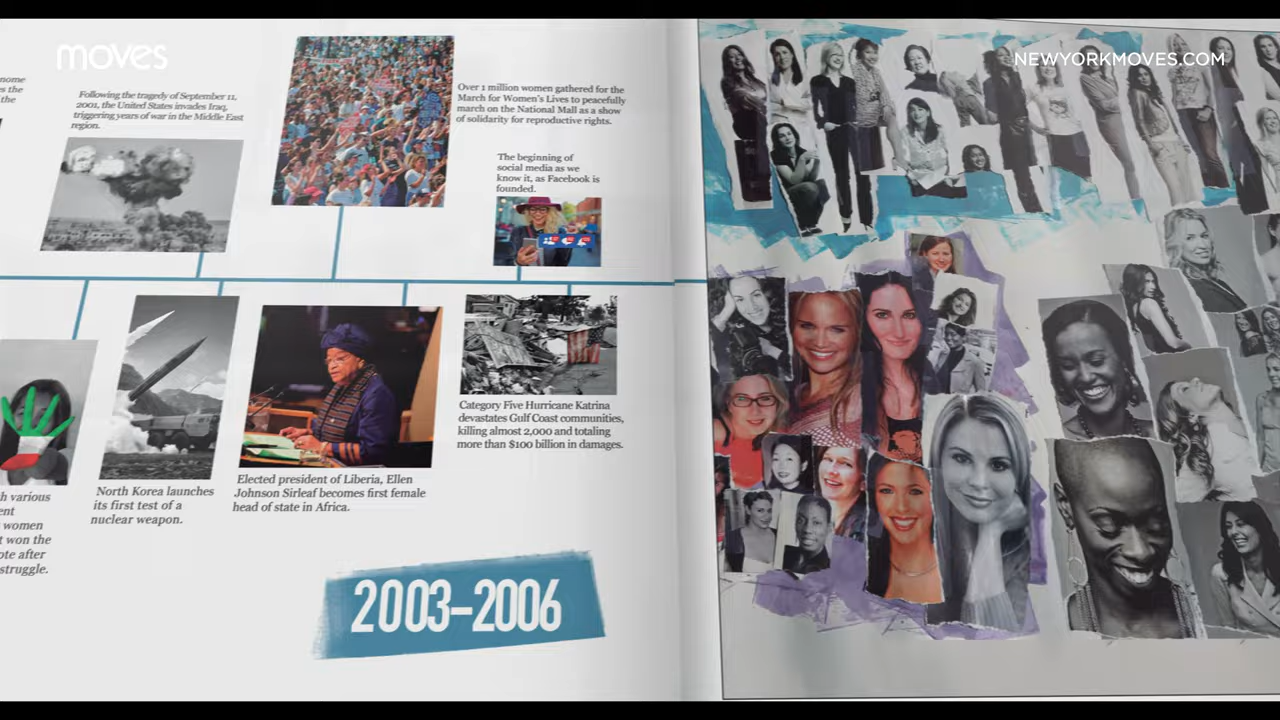 moves
NEWYORKMOVES.COM
the
Following the tragedy of September 11,
2001, the United States invades Iraq,
triggering years of war in the Middle East
region.
Over 1 million women gathered for the
March for Women's Lives to peacefully
march on the National Mall as a show
of solidarity for reproductive rights.
The beginning of
social media as we
know it, as Facebook is
founded.
various
women
won the
after
struggle.
North Korea launches
its first test of a
nuclear weapon.
Elected president of Liberia, Ellen
Johnson Sirleaf becomes first female
head of state in Africa.
Category Five Hurricane Katrina
devastates Gulf Coast communities,
killing almost 2,000 and totaling
more than $100 billion in damages.
2003-2006